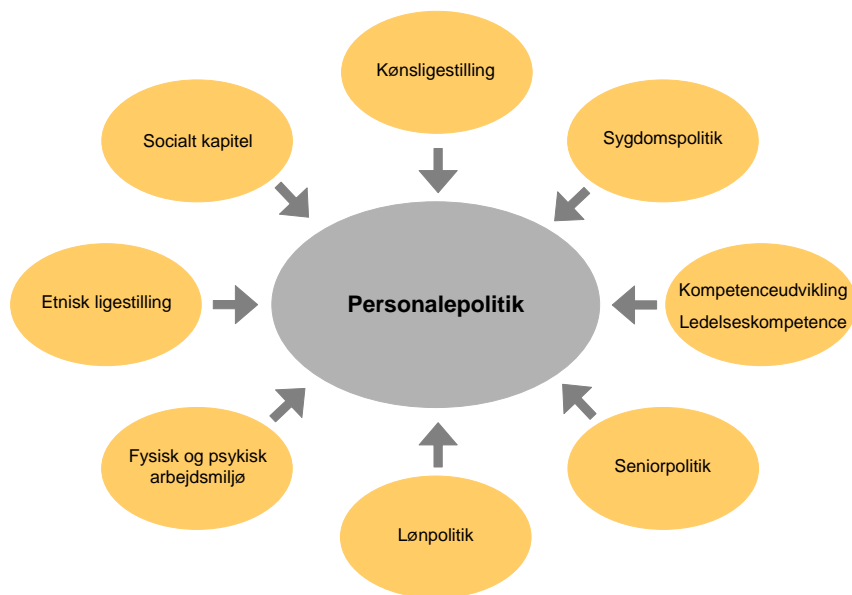 Kønsligestilling
Socialt kapitel
Sygdomspolitik
Etnisk ligestilling
Personalepolitik
Kompetenceudvikling
Ledelseskompetence
Fysisk og psykisk
arbejdsmiljø
Seniorpolitik
Lønpolitik